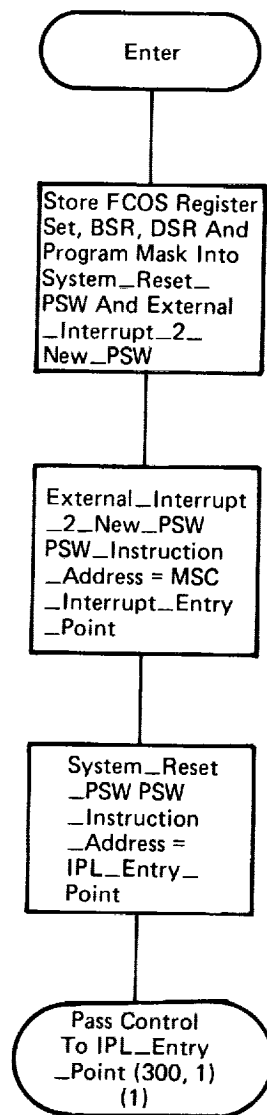 Enter
Store FCOS Register
Set, BSR, DSR And
Program Mask Into
System_Reset_
PSW And External
_Interrupt_2_
New_PSW
External_Interrupt
_2_New_PSW
PSW_Instruction
_Address = MSC
_Interrupt_Entry
_Point
System_Reset
_PSW PSW
_Instruction
_Address =
IPL_Entry_
Point
Pass Control
To IPL_Entry
_Point (300, 1)
(1)